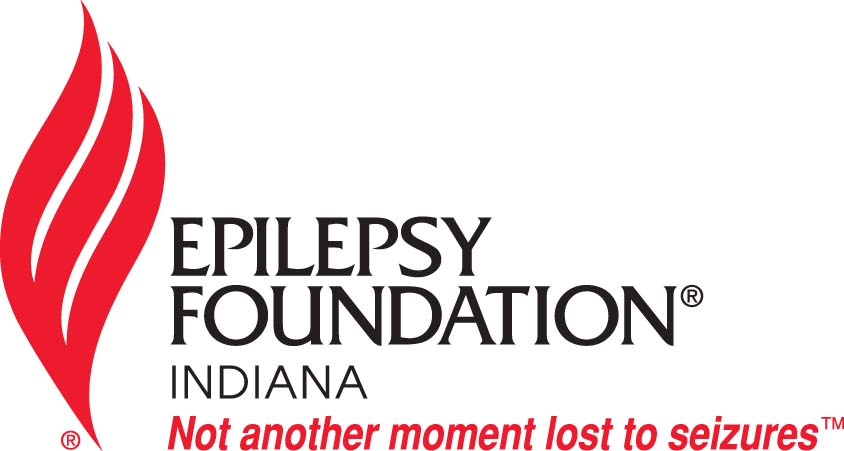 EPILEPSY
FOUNDATION®
INDIANA
® Not another moment lost to seizures™